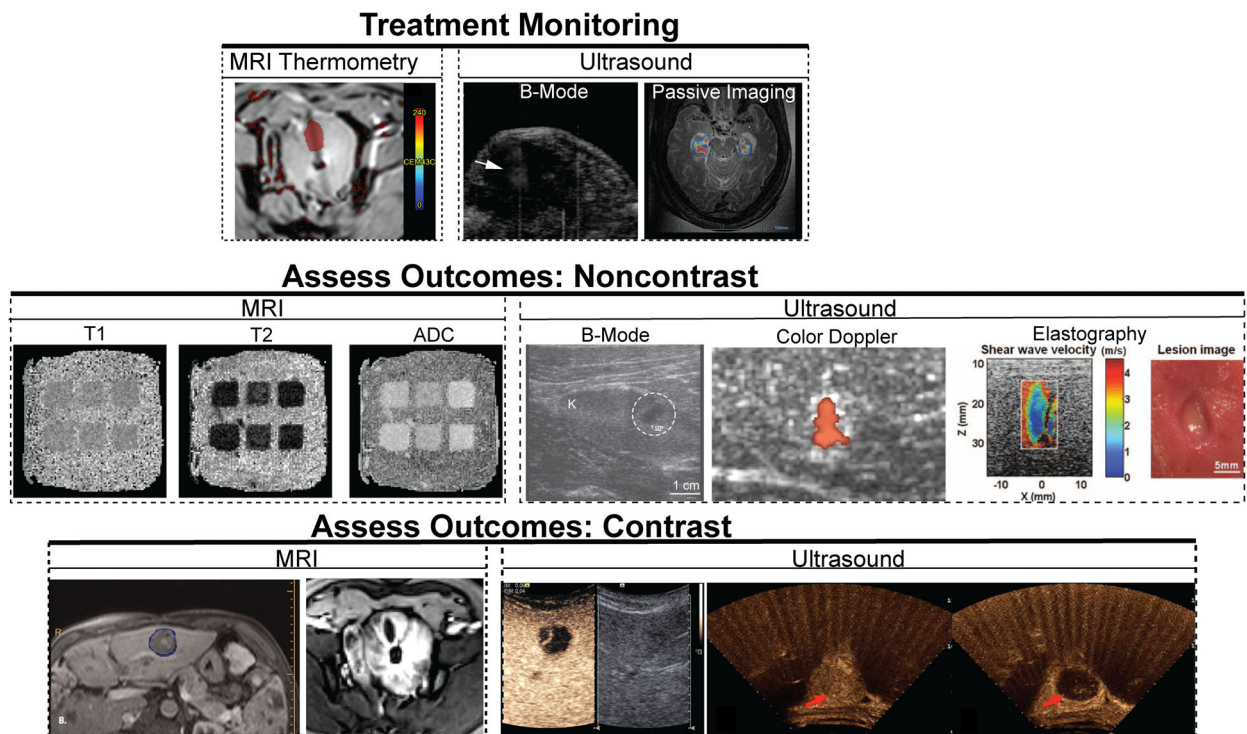 Treatment Monitoring
MRI Thermometry
Ultrasound
B-Mode
Passive Imaging
240
CEM43C
0
Assess Outcomes: Noncontrast
MRI
Ultrasound
T1
T2
ADC
B-Mode
Color Doppler
Elastography
K
1 cm
Shear wave velocity (m/s)
Lesion image
10
20
30
Z (mm)
-10 0 10
X (mm)
4
3
2
1
0
5mm
Assess Outcomes: Contrast
MRI
Ultrasound
B.